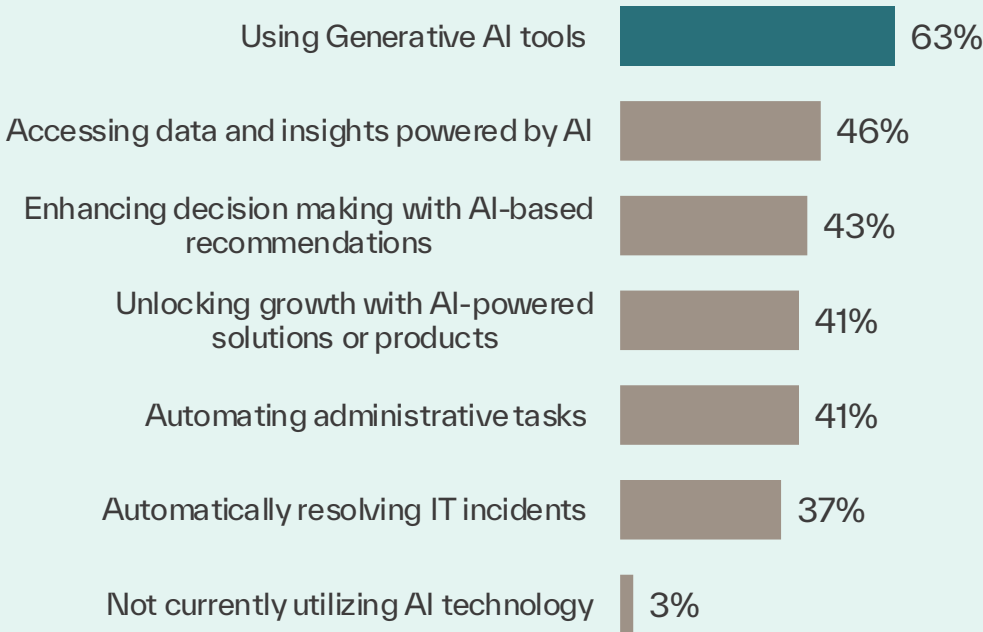 Using Generative AI tools 63%
Accessing data and insights powered by AI 46%
Enhancing decision making with AI-based
recommendations 43%
Unlocking growth with AI-powered
solutions or products 41%
Automating administrative tasks 41%
Automatically resolving IT incidents 37%
Not currently utilizing AI technology 3%